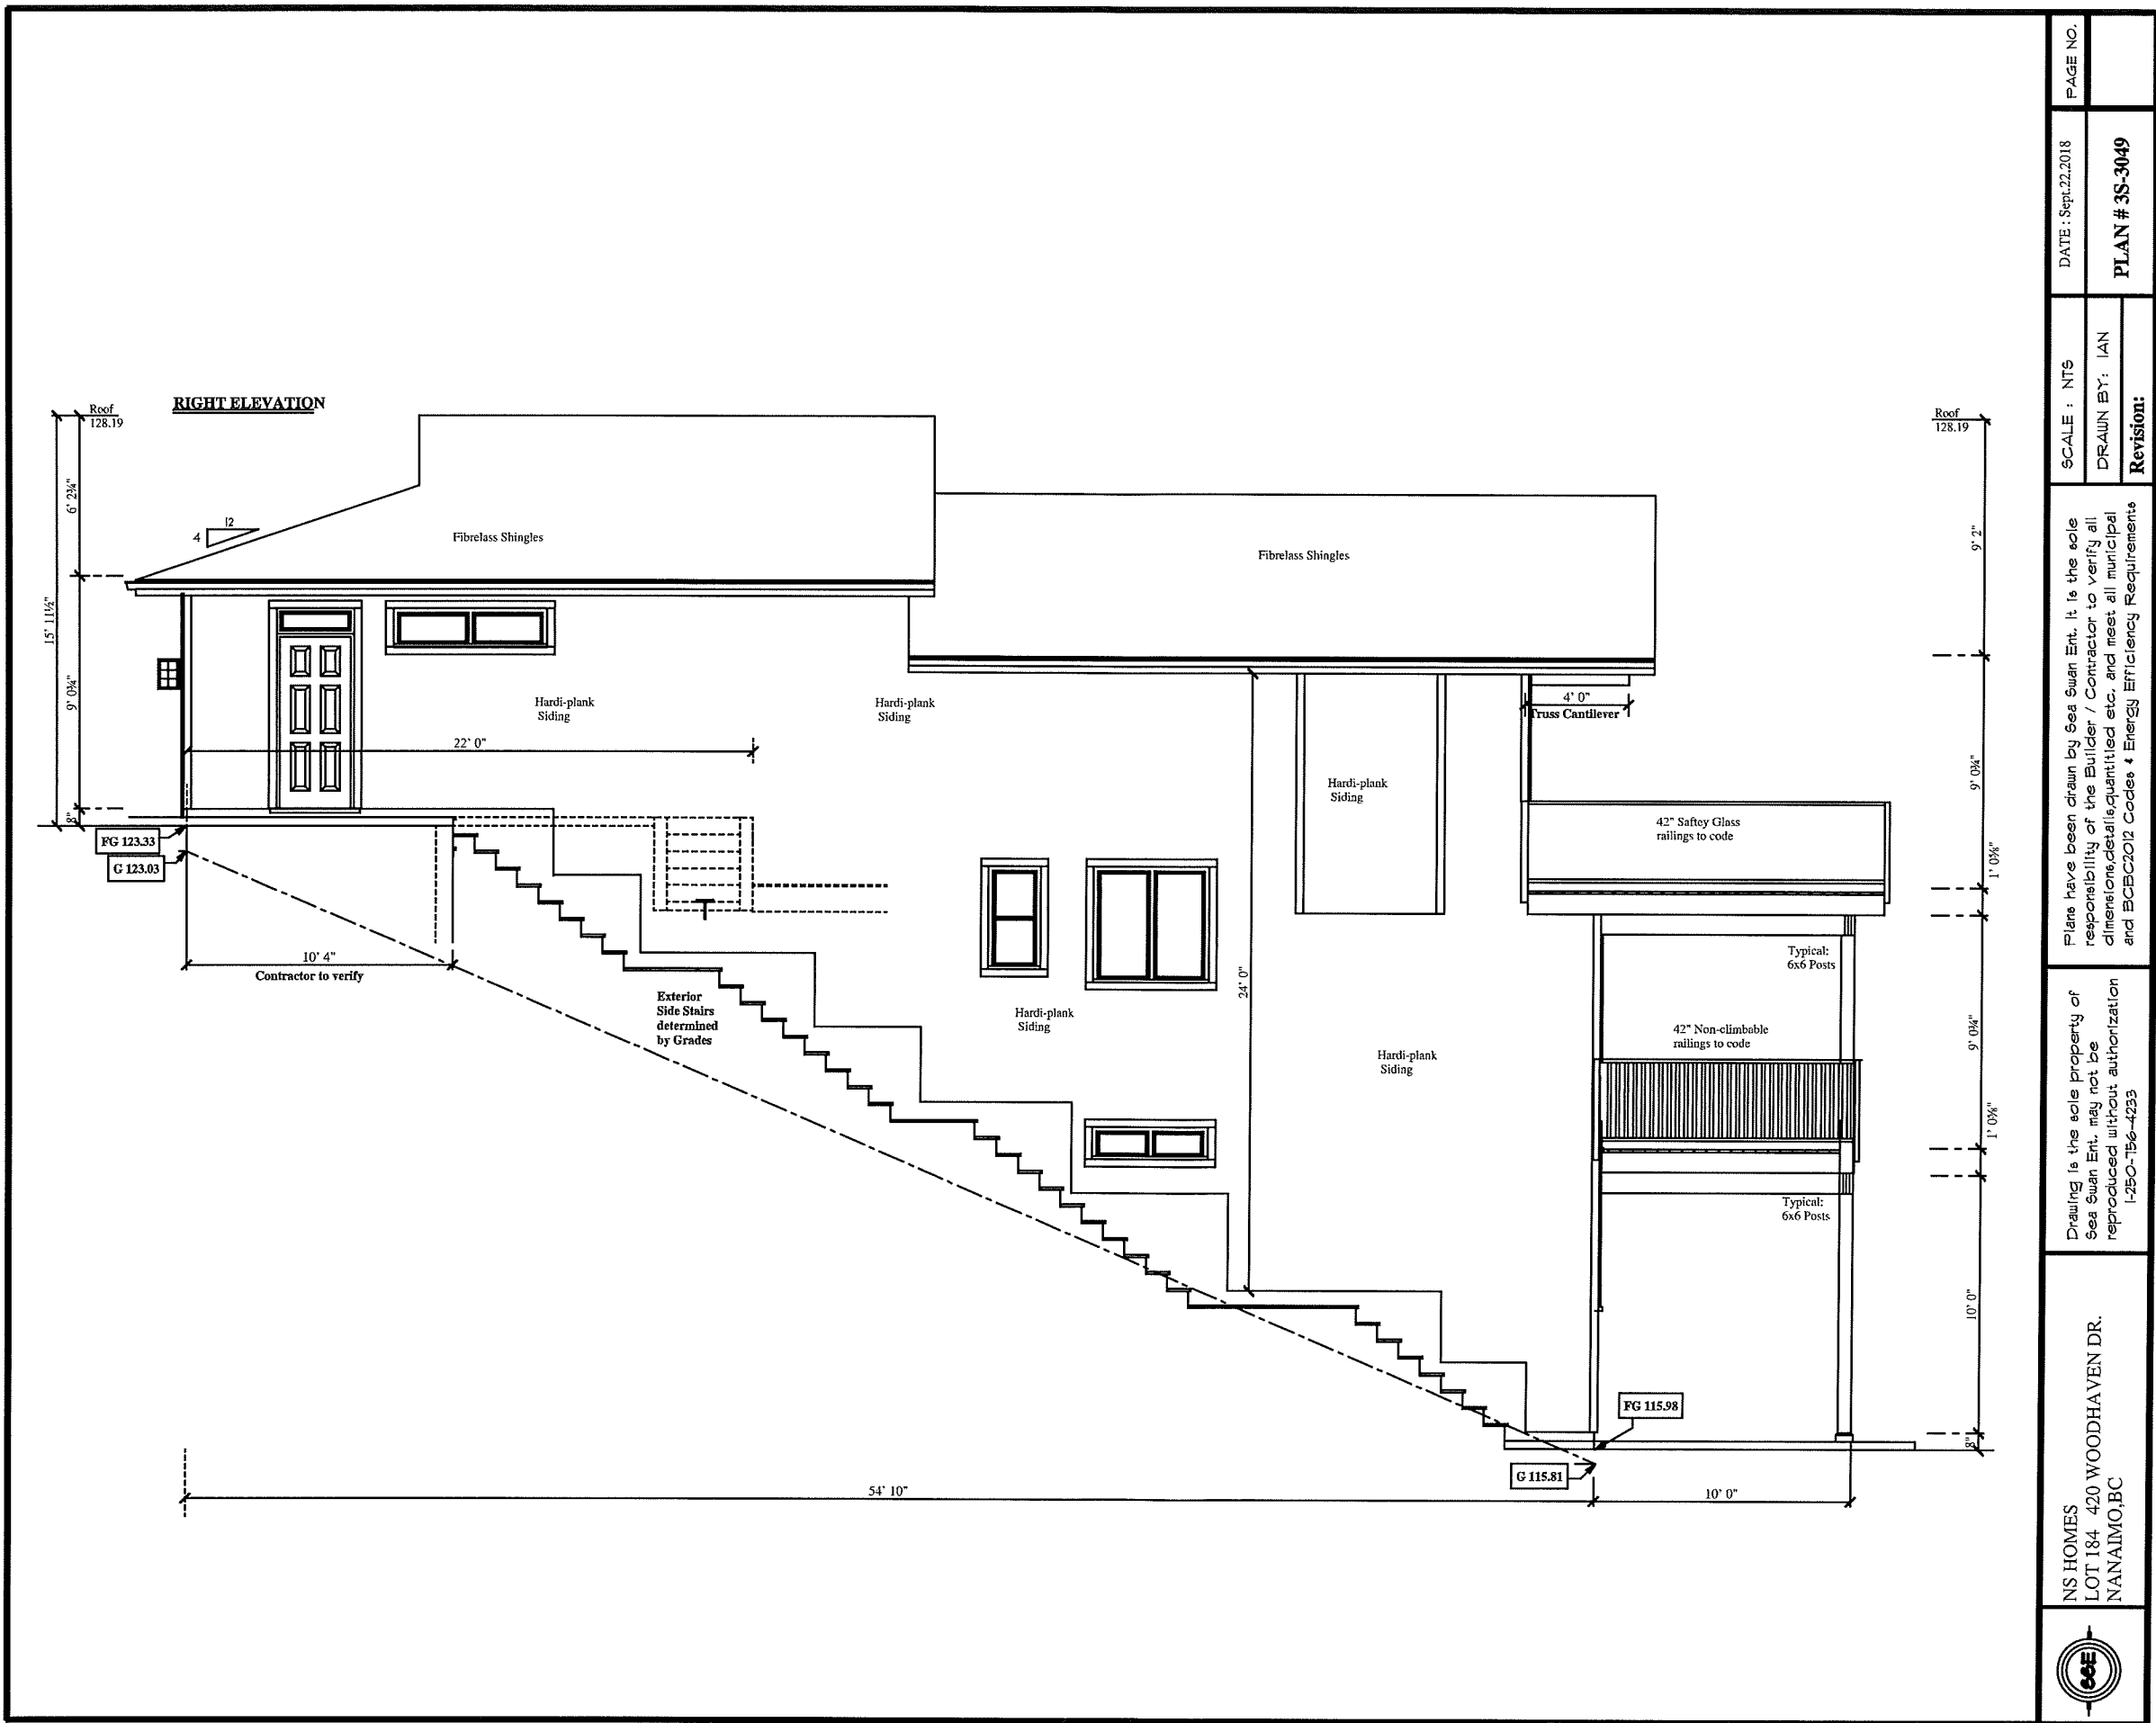 RIGHT ELEVATION
Roof
128.19
Roof
128.19
6' 2¾"
15' 11½"
9' 0¾"
8"
12
4
Fibrelass Shingles
Fibrelass Shingles
9' 2"
Hardi-plank
Siding
Hardi-plank
Siding
4' 0"
Truss Cantilever
22' 0"
Hardi-plank
Siding
9' 0¾"
42" Saftey Glass
railings to code
FG 123.33
G 123.03
1' 0⅝"
10' 4"
Contractor to verify
Typical:
6x6 Posts
24' 0"
Exterior
Side Stairs
determined
by Grades
Hardi-plank
Siding
42" Non-climbable
railings to code
9' 0¾"
Hardi-plank
Siding
1' 0⅝"
Typical:
6x6 Posts
10' 0"
FG 115.98
8"
G 115.81
54' 10"
10' 0"
SSE
NS HOMES
LOT 184 420 WOODHAVEN DR.
NANAIMO,BC
Drawing is the sole property of
Sea Swan Ent. may not be
reproduced without authorization
1-250-756-4233
Plans have been drawn by Sea Swan Ent. It is the sole
responsibility of the Builder / Contractor to verify all
dimensions,details,quantitled etc. and meet all municipal
and BCBC2012 Codes & Energy Efficiency Requirements
SCALE : NTS
DRAWN BY: IAN
Revision:
DATE : Sept.22.2018
PLAN # 3S-3049
PAGE NO.